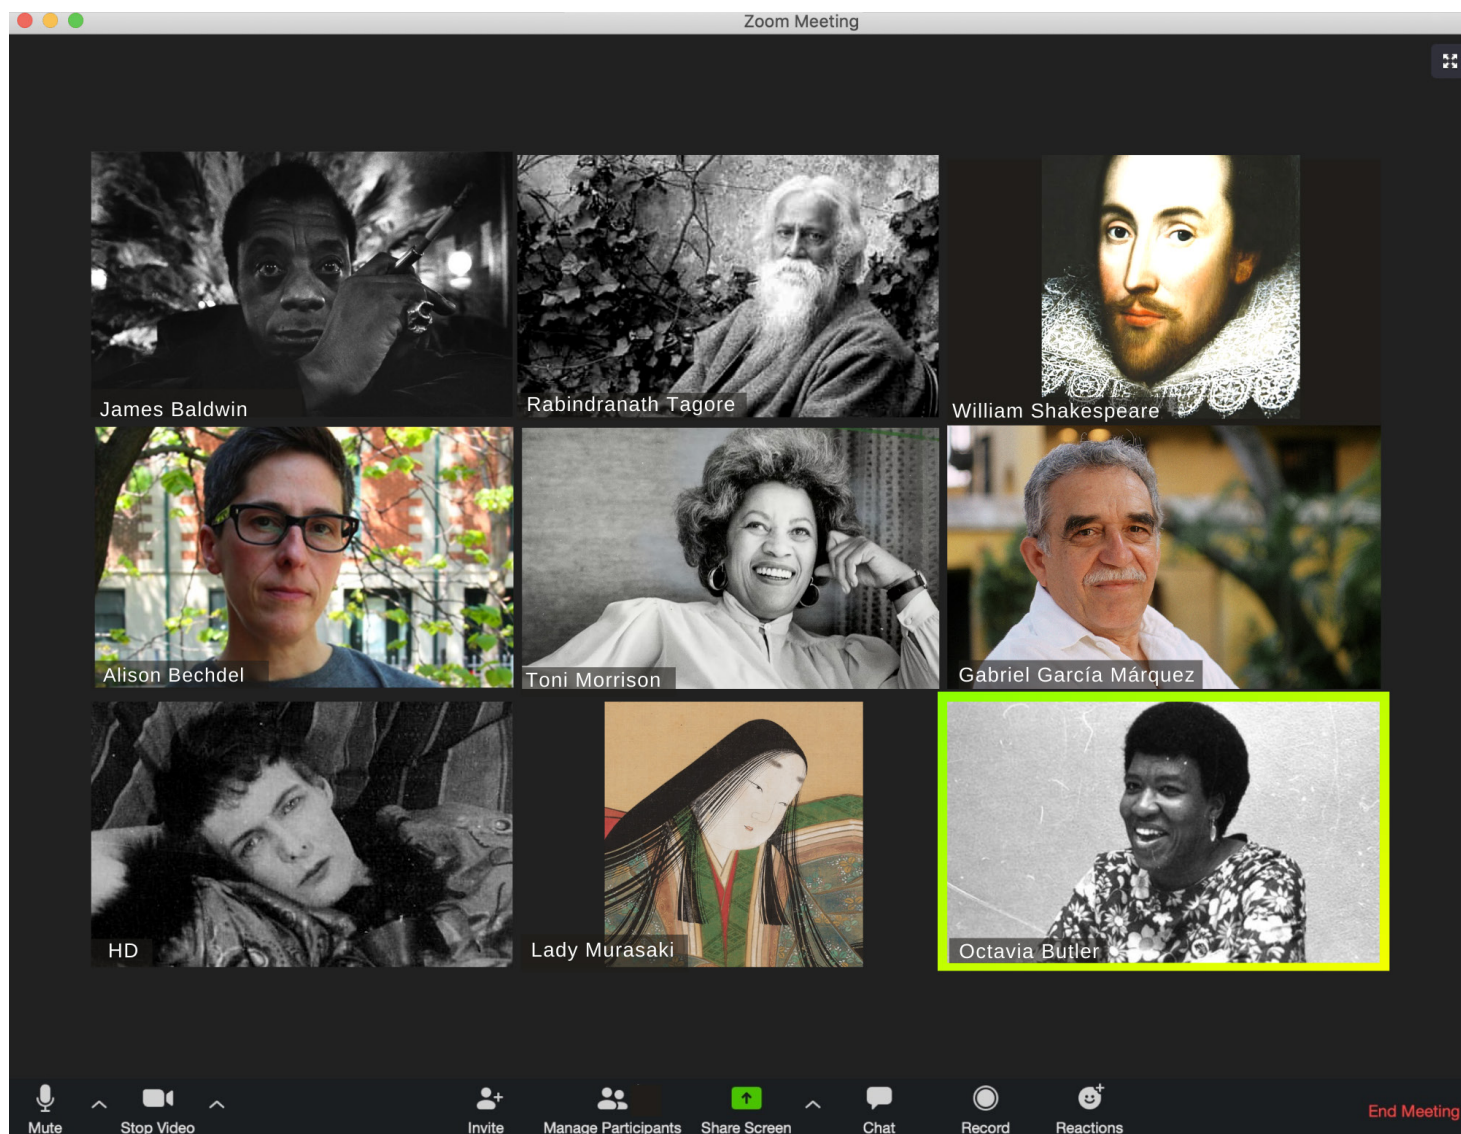 Zoom Meeting
James Baldwin
Rabindranath Tagore
William Shakespeare
Alison Bechdel
Toni Morrison
Gabriel García Márquez
HD
Lady Murasaki
Octavia Butler
Mute
Stop Video
Invite
Manage Participants
Share Screen
Chat
Record
Reactions
End Meeting